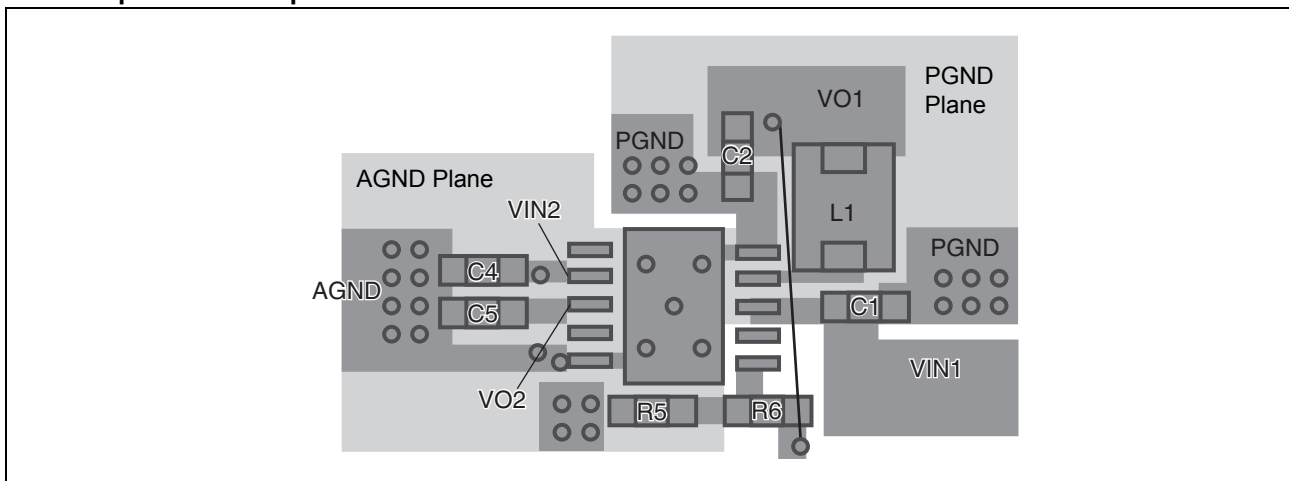 PGND
Plane
VO1
PGND
C2
AGND Plane
VIN2
L1
PGND
C4
AGND
C5
C1
VIN1
VO2
R5
R6